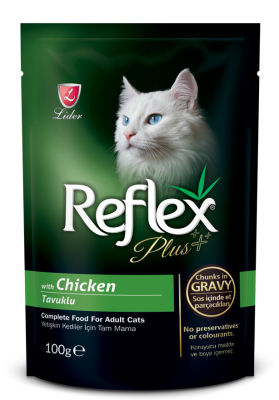 L
Lider
Reflex
Plus++
with Chicken
Tavuklu
Chunks in
GRAVY
Sos içinde et
parçacıkları
Complete Food For Adult Cats
Yetişkin Kediler İçin Tam Mama
No preservatives
or colourants.
Koruyucu madde
ve boya içermez.
100g℮